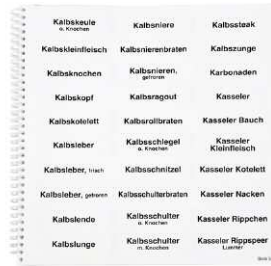 Kalbskeule
o. Knochen
Kalbsniere
Kalbssteak
Kalbskleinfleisch
Kalbsnierenbraten
Kalbszunge
Kalbsknochen
Kalbsnieren,
gefroren
Karbonaden
Kalbskopf
Kalbsragout
Kasseler
Kalbskotelett
Kalbsrollbraten
Kasseler Bauch
Kalbsleber
Kalbsschlegel
o. Knochen
Kasseler
Kleinfleisch
Kalbsleber, frisch
Kalbsschnitzel
Kasseler Kotelett
Kalbsleber, gefroren
Kalbsschulterbraten
Kasseler Nacken
Kalbslende
Kalbsschulter
o. Knochen
Kasseler Rippchen
Kalbslunge
Kalbsschulter
m. Knochen
Kasseler Rippspeer
Lummer